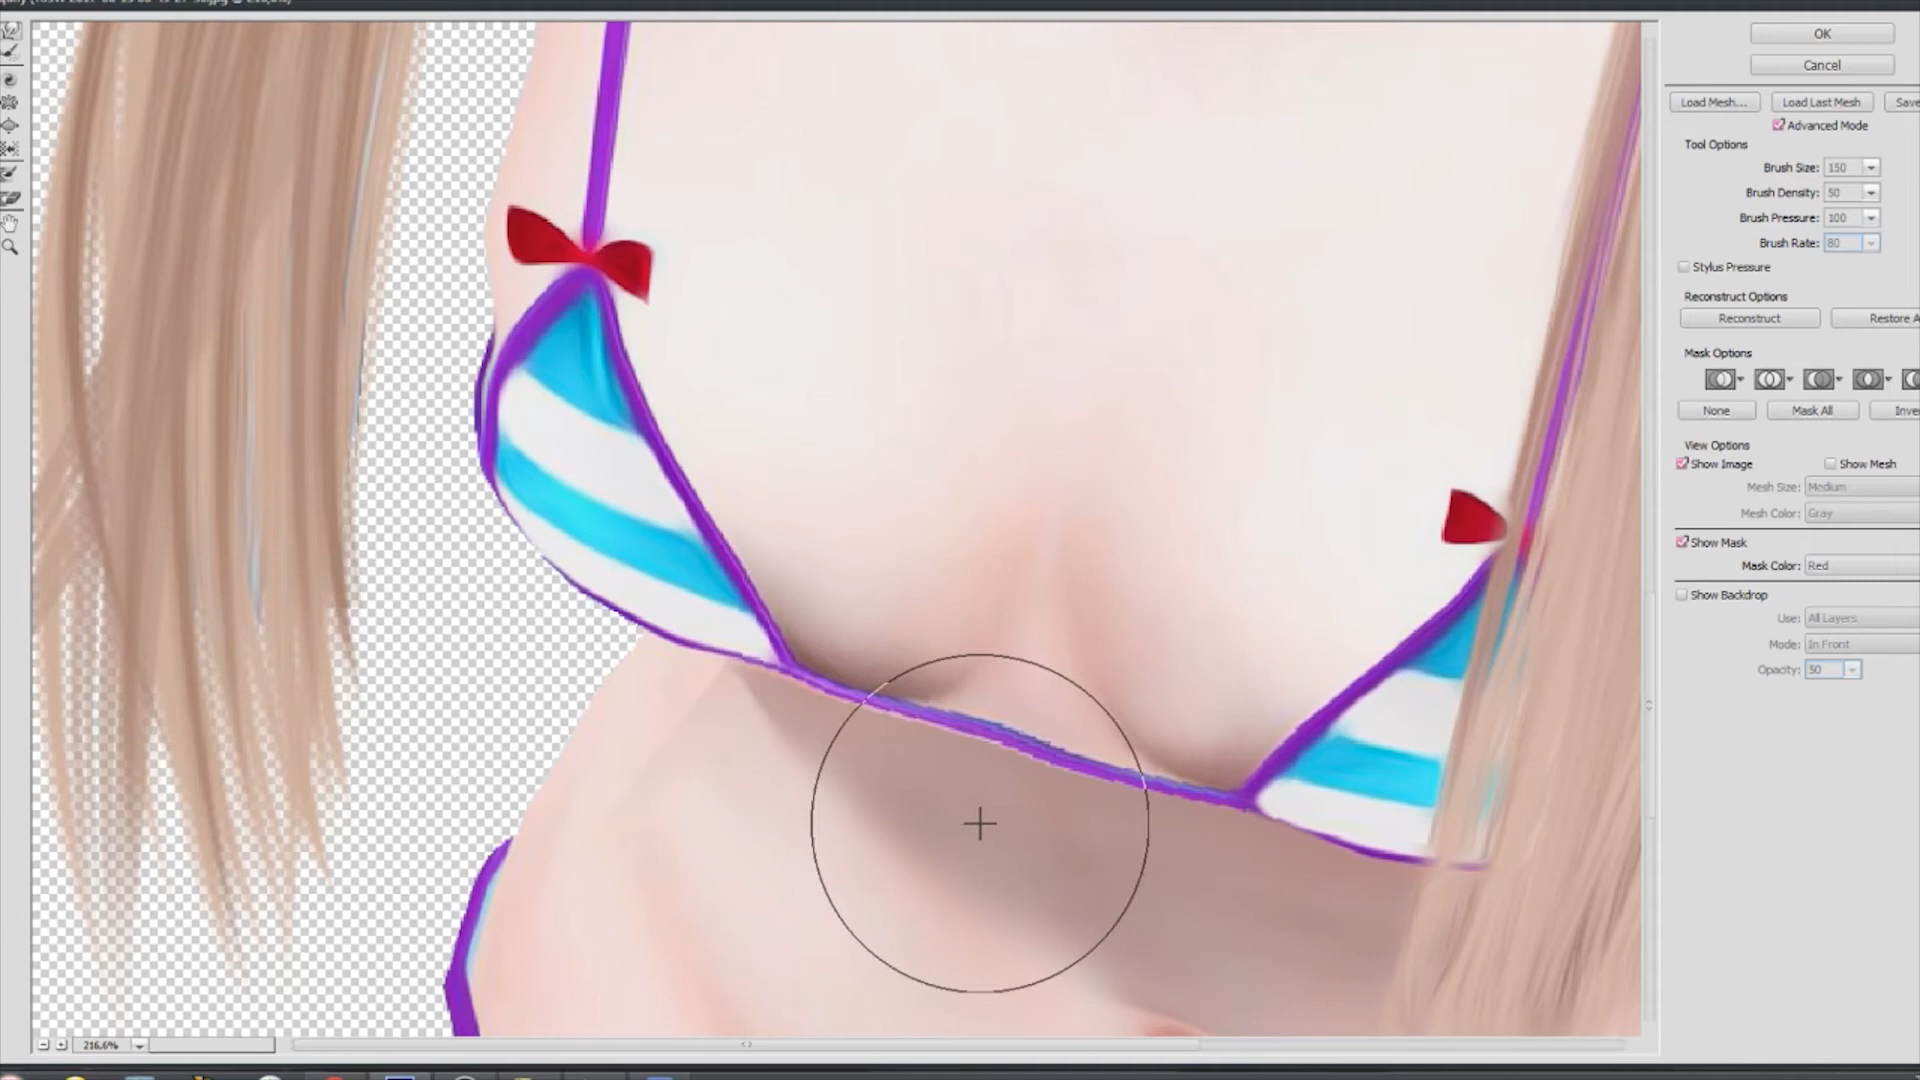 OK
Cancel
Load Mesh... Load Last Mesh Save
Advanced Mode
Tool Options
Brush Size: 150
Brush Density: 50
Brush Pressure: 100
Brush Rate: 80
Stylus Pressure
Reconstruct Options
Reconstruct Restore A
Mask Options
None Mask All Inve
View Options
Show Image Show Mesh
Mesh Size: Medium
Mesh Color: Gray
Show Mask
Mask Color: Red
Show Backdrop
Use: All Layers
Mode: In Front
Opacity: 50
216,6%